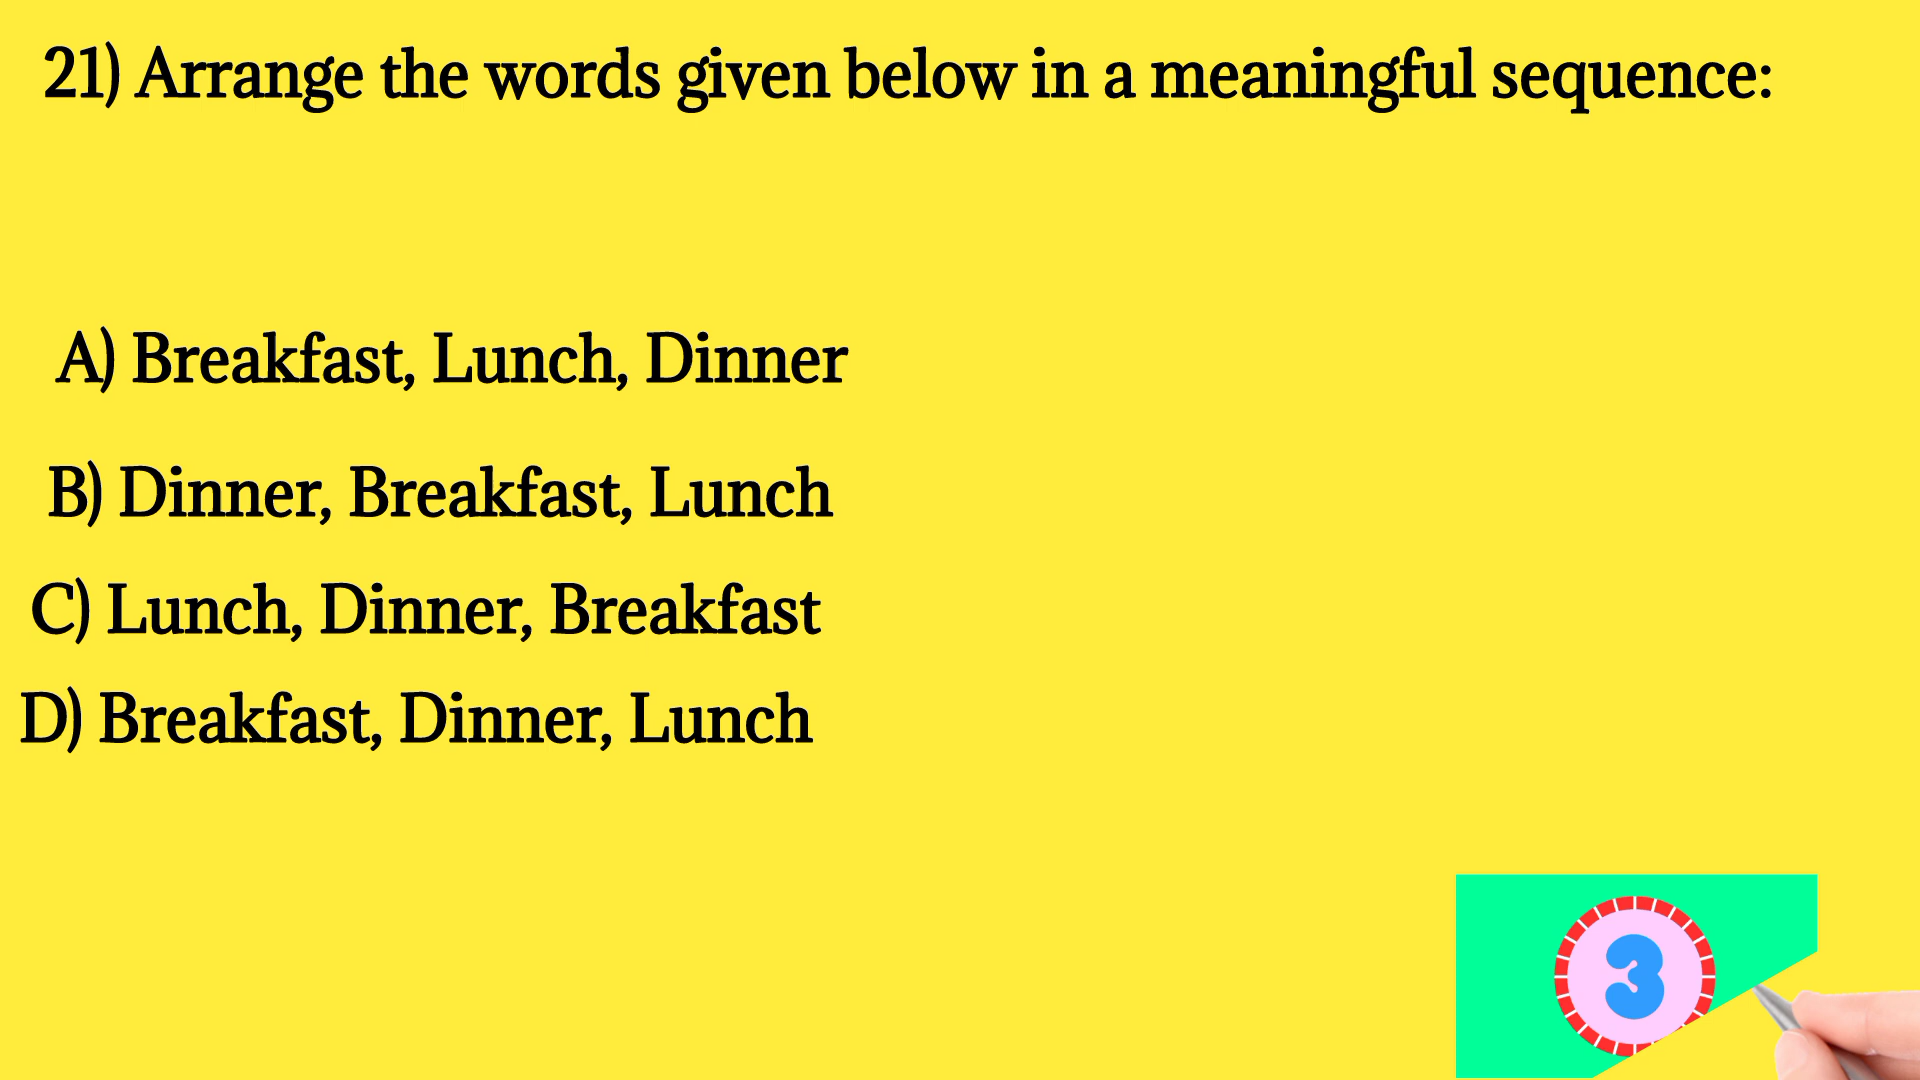 21) Arrange the words given below in a meaningful sequence:
A) Breakfast, Lunch, Dinner
B) Dinner, Breakfast, Lunch
C) Lunch, Dinner, Breakfast
D) Breakfast, Dinner, Lunch
3